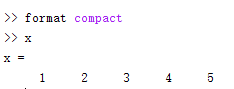 >> format compact
>> x
x =
1 2 3 4 5